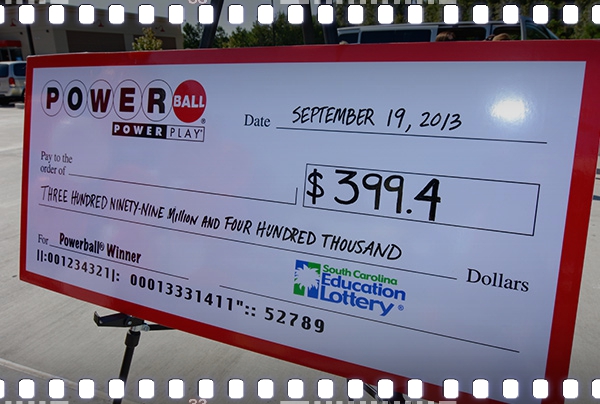 POWERBALL®
POWER PLAY®
Date SEPTEMBER 19, 2013
Pay to the
order of
$399.4
THREE HUNDRED NINETY-NINE MILLION AND FOUR HUNDRED THOUSAND
Dollars
For Powerball® Winner
South Carolina
Education
Lottery®
||:001234321||: 00013331411":: 52789